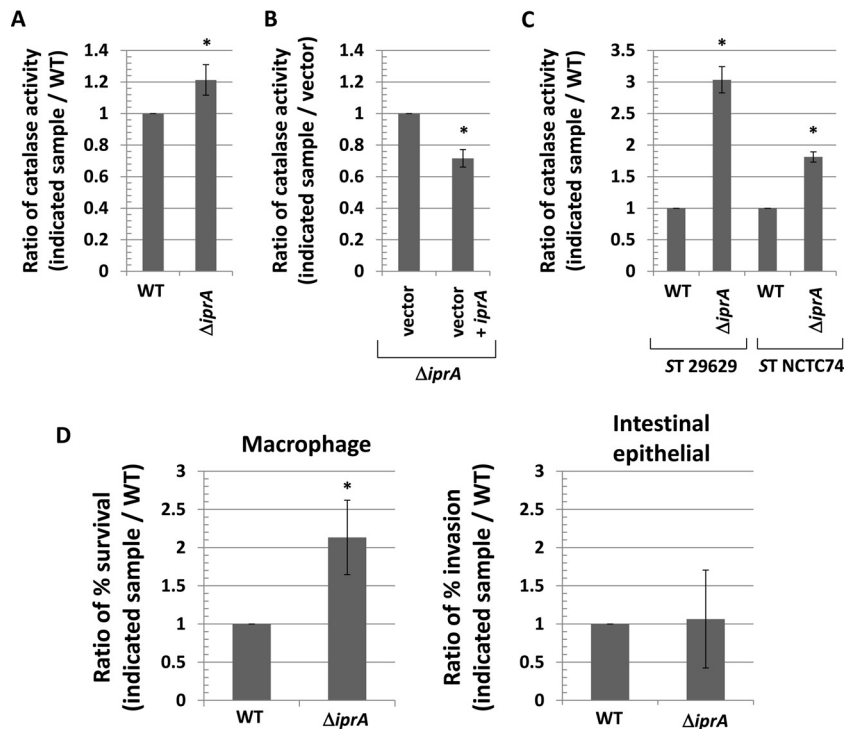 A
Ratio of catalase activity
(indicated sample / WT)
1.4
1.2
1
0.8
0.6
0.4
0.2
0
*
WT
ΔiprA
B
Ratio of catalase activity
(indicated sample / vector)
1.4
1.2
1
0.8
0.6
0.4
0.2
0
*
vector
vector
+ iprA
ΔiprA
C
Ratio of catalase activity
(indicated sample / WT)
3.5
3
2.5
2
1.5
1
0.5
0
*
*
WT
ΔiprA
WT
ΔiprA
ST 29629
ST NCTC74
D
Macrophage
Ratio of % survival
(indicated sample / WT)
3
2.5
2
1.5
1
0.5
0
*
WT
ΔiprA
Intestinal
epithelial
Ratio of % invasion
(indicated sample / WT)
3
2.5
2
1.5
1
0.5
0
WT
ΔiprA